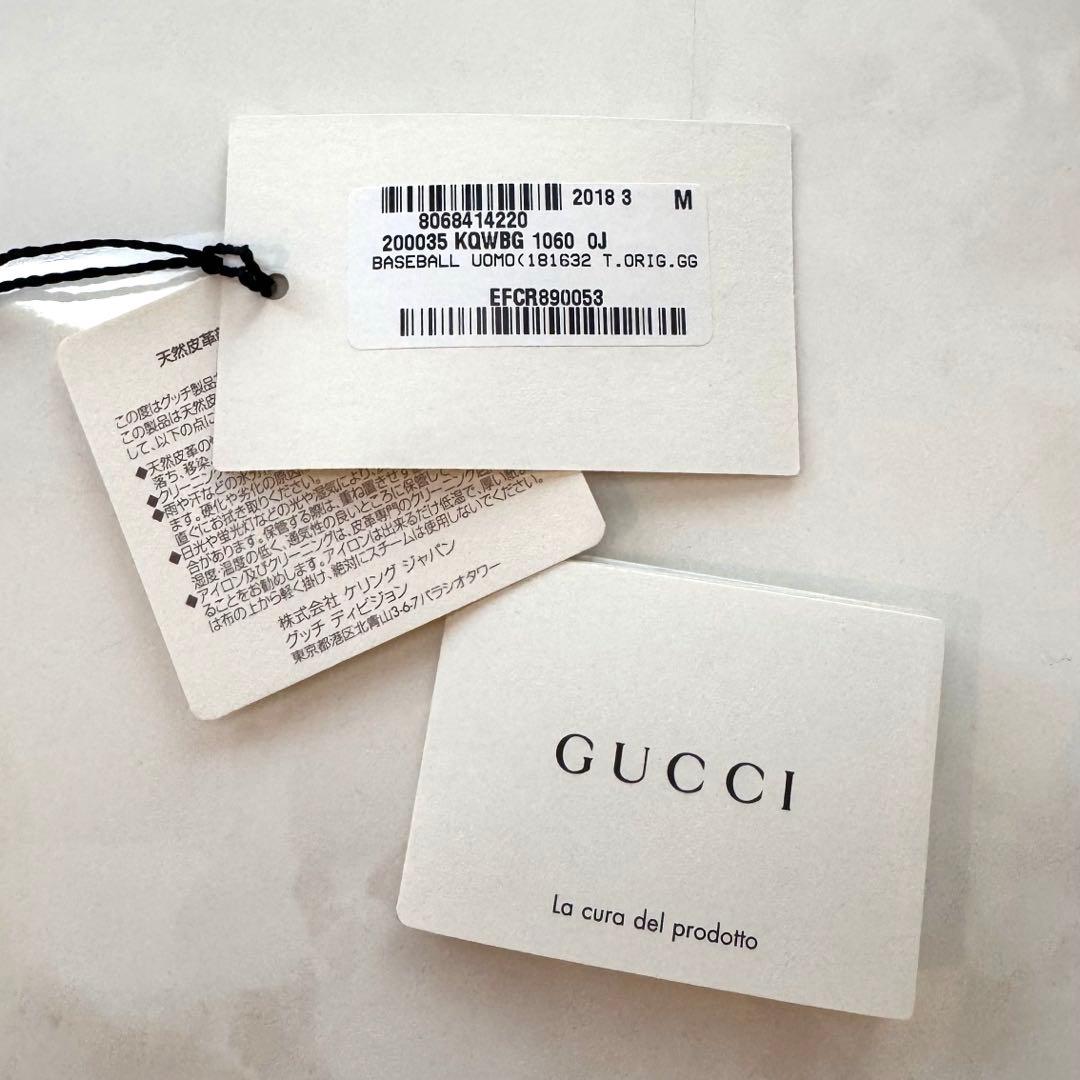 2018 3 M
8068414220
200035 KQWBG 1060 0J
BASEBALL UOMO(181632 T.ORIG.GG
EFCR890053
天然皮革
この度はグッチ製品
この製品は天然皮
して、以下の点に
◆天然皮革の
落ち、移染
◆クリーニング
◆雨や汗などの水分
ます。硬化や劣化の原因
直ぐにお拭き取りください。
◆日光や蛍光灯などの光や湿気により、
合があります。保管する際は、重ね置きせず
湿度・温度の低く、通気性の良いところに保管して
◆アイロン及びクリーニングは、皮革専門のクリーニング店
ることをお勧めします。アイロンは出来るだけ低温で、厚い
は布の上から軽く掛け、絶対にスチームは使用しないでください。
株式会社 ケリング ジャパン
グッチ ディビジョン
東京都港区北青山3-6-7パラシオタワー
GUCCI
La cura del prodotto